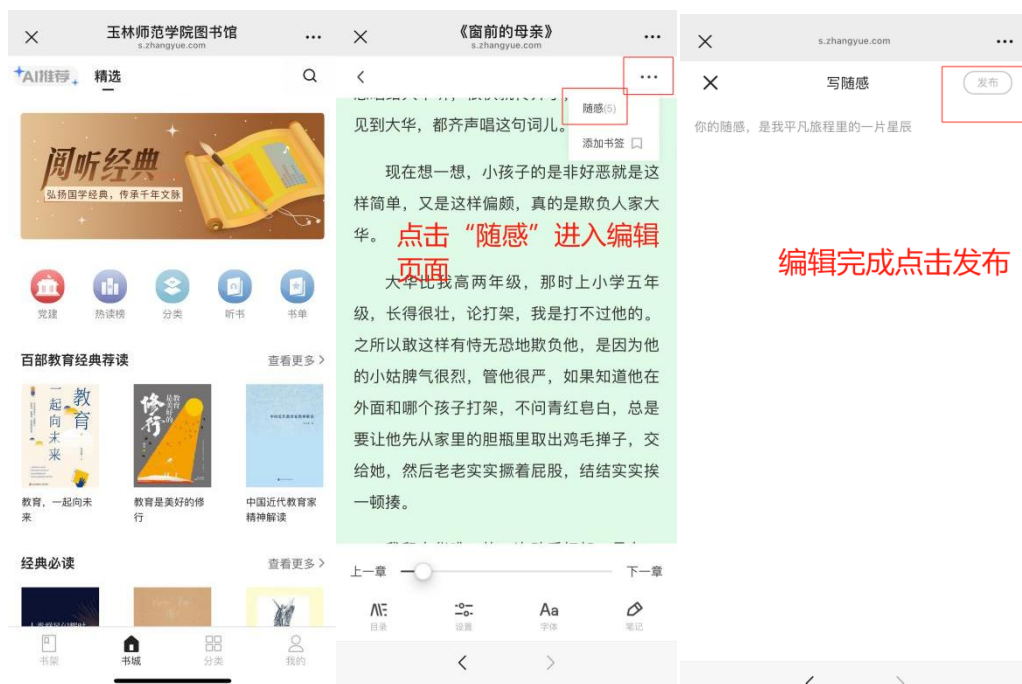 玉林师范学院图书馆
s.zhangyue.com
AI推荐 精选
阅听经典
弘扬国学经典，传承千年文脉
党建 热读榜 分类 听书 书单
百部教育经典荐读 查看更多
教育
一起向未来
修行
教育是美好的
教育，一起向未来
教育是美好的修行
中国近代教育家精神解读
经典必读 查看更多
书架 书城 分类 我的
《窗前的母亲》
s.zhangyue.com
随感(5)
添加书签
见到大华，都齐声唱这句词儿。
现在想一想，小孩子的是非好恶就是这
样简单，又是这样偏颇，真的是欺负人家大
华。
点击“随感”进入编辑
页面
大华比我高两年级，那时上小学五年
级，长得很壮，论打架，我是打不过他的。
之所以敢这样有恃无恐地欺负他，是因为他
的小姑脾气很烈，管他很严，如果知道他在
外面和哪个孩子打架，不问青红皂白，总是
要让他先从家里的胆瓶里取出鸡毛掸子，交
给她，然后老老实实撅着屁股，结结实实挨
一顿揍。
上一章 下一章
目录 设置 Aa 字体 笔记
s.zhangyue.com
写随感
发布
你的随感，是我平凡旅程里的一片星辰
编辑完成点击发布